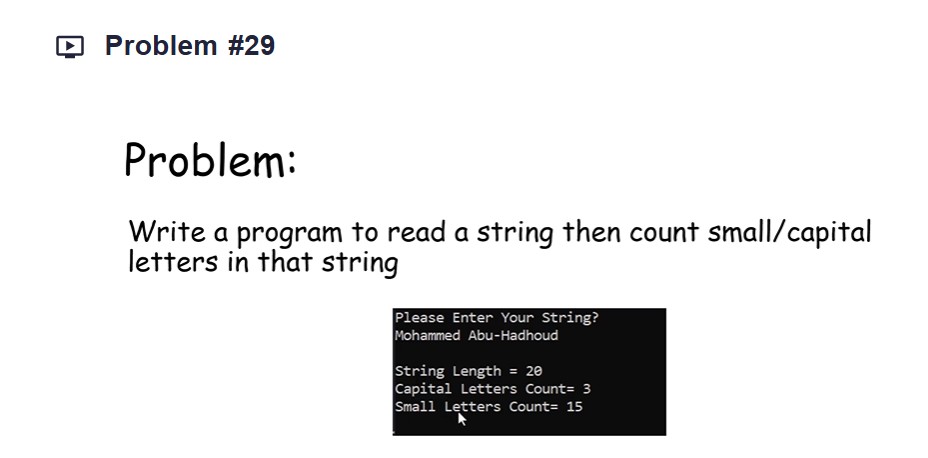 Problem #29
Problem:
Write a program to read a string then count small/capital
letters in that string
Please Enter Your String?
Mohammed Abu-Hadhoud
String Length = 20
Capital Letters Count= 3
Small Letters Count= 15